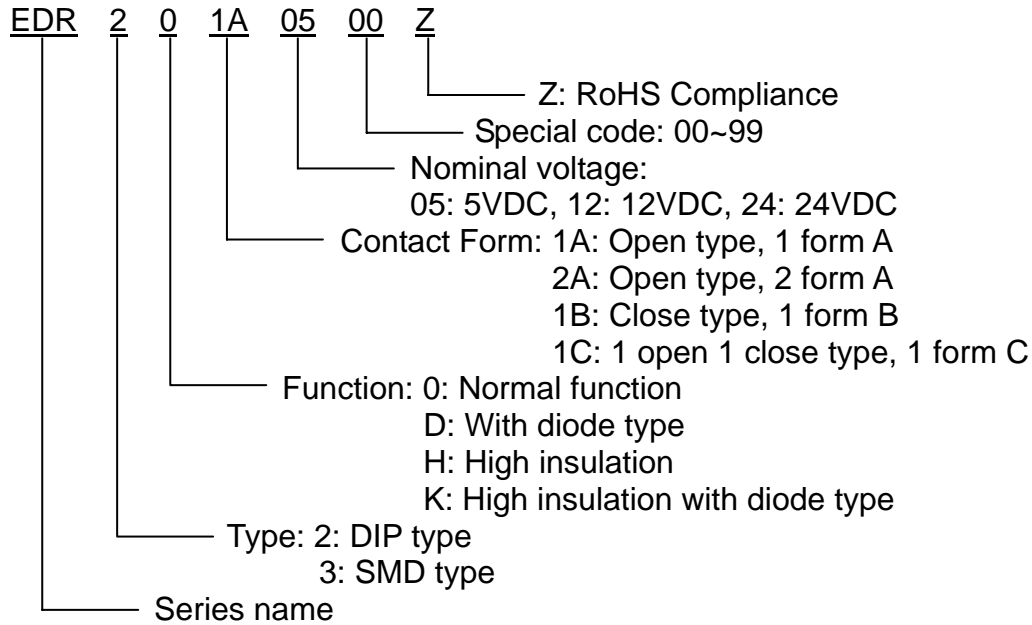 EDR 2 0 1A 05 00 Z
Z: RoHS Compliance
Special code: 00~99
Nominal voltage:
05: 5VDC, 12: 12VDC, 24: 24VDC
Contact Form: 1A: Open type, 1 form A
2A: Open type, 2 form A
1B: Close type, 1 form B
1C: 1 open 1 close type, 1 form C
Function: 0: Normal function
D: With diode type
H: High insulation
K: High insulation with diode type
Type: 2: DIP type
3: SMD type
Series name